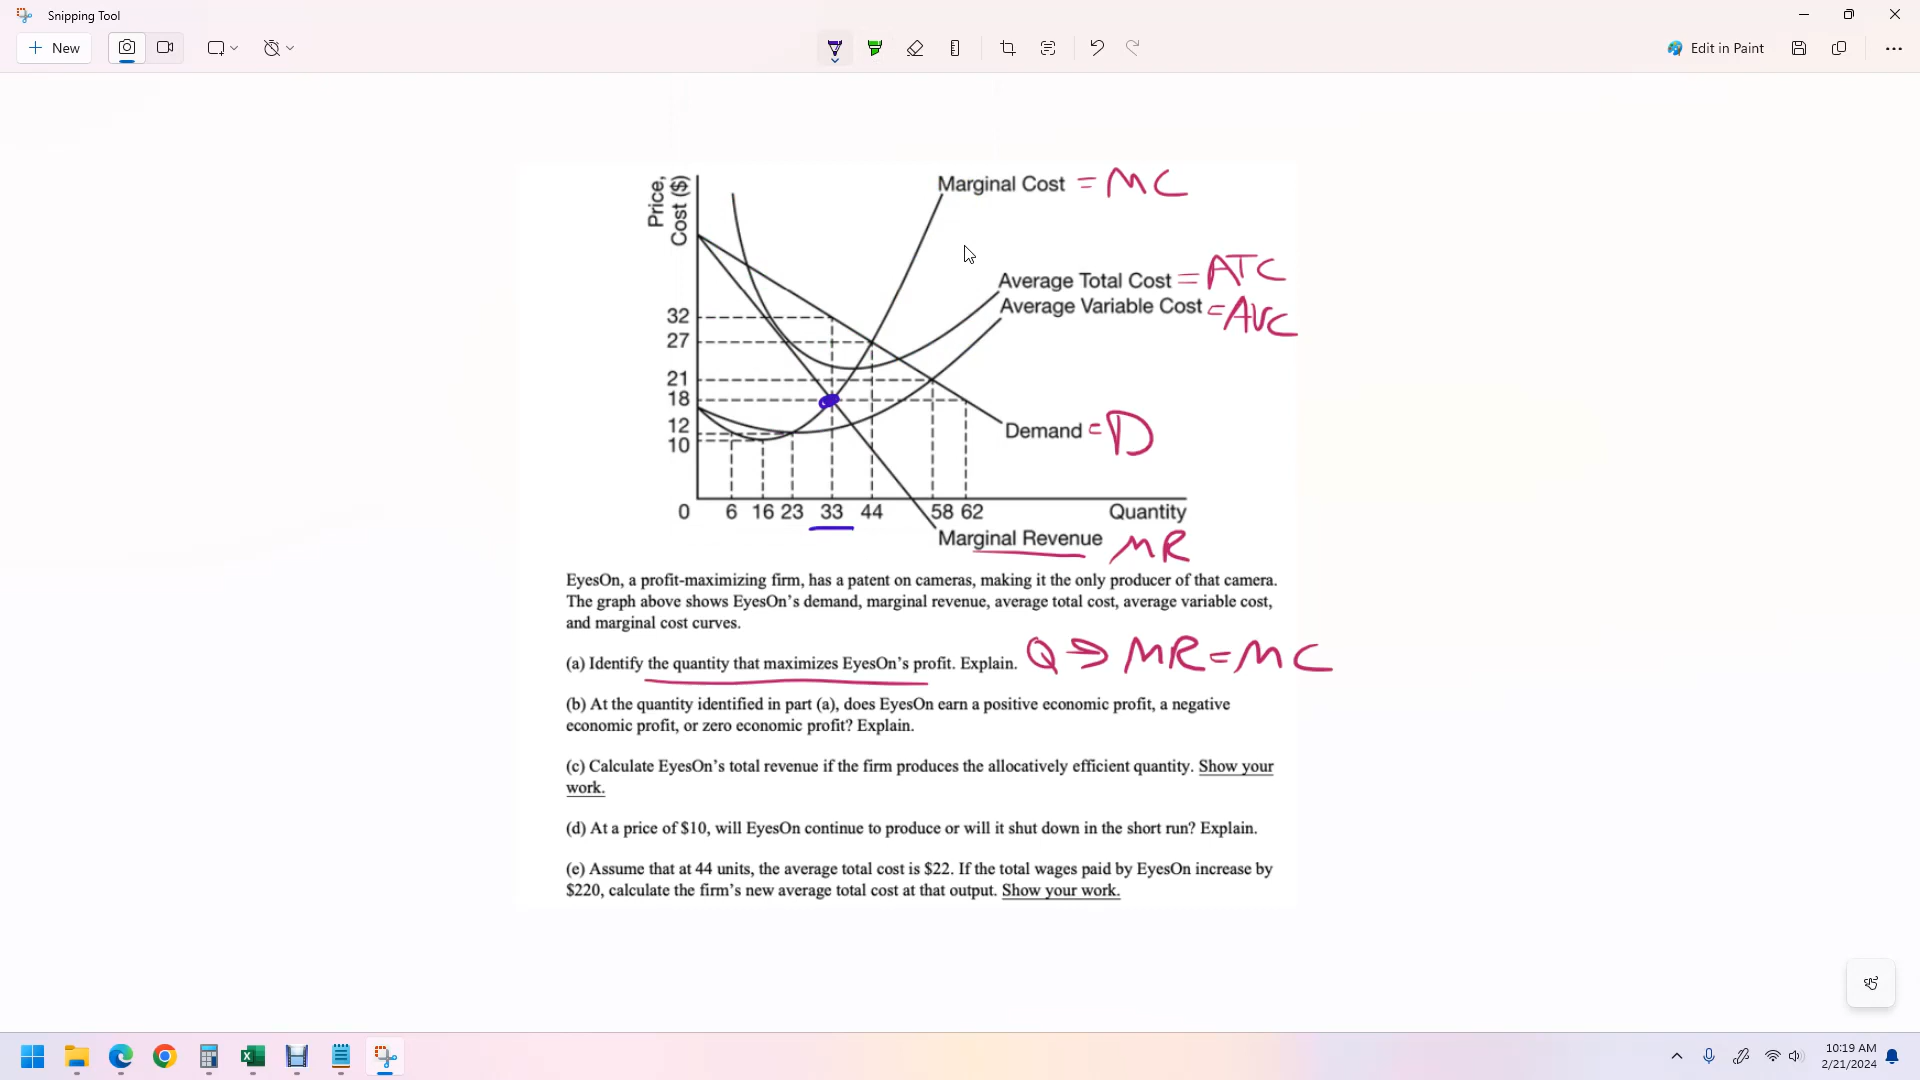 Snipping Tool
New
Edit in Paint
Price,
Cost ($)
Marginal Cost = MC
Average Total Cost = ATC
Average Variable Cost = AVC
32
27
21
18
12
10
Demand = D
0 6 16 23 33 44 58 62 Quantity
Marginal Revenue MR
EyesOn, a profit-maximizing firm, has a patent on cameras, making it the only producer of that camera.
The graph above shows EyesOn's demand, marginal revenue, average total cost, average variable cost,
and marginal cost curves.
(a) Identify the quantity that maximizes EyesOn's profit. Explain. Q → MR = MC
(b) At the quantity identified in part (a), does EyesOn earn a positive economic profit, a negative
economic profit, or zero economic profit? Explain.
(c) Calculate EyesOn's total revenue if the firm produces the allocatively efficient quantity. Show your
work.
(d) At a price of $10, will EyesOn continue to produce or will it shut down in the short run? Explain.
(e) Assume that at 44 units, the average total cost is $22. If the total wages paid by EyesOn increase by
$220, calculate the firm's new average total cost at that output. Show your work.
10:19 AM
2/21/2024